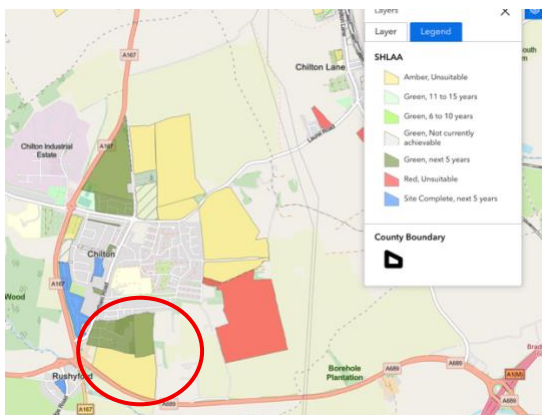 Layers
Layer
Legend
SHLAA
Amber, Unsuitable
Green, 11 to 15 years
Green, 6 to 10 years
Green, Not currently
achievable
Green, next 5 years
Red, Unsuitable
Site Complete, next 5 years
County Boundary
A167
Chilton Lane
Chilton Industrial
Estate
A167
Chilton
Wood
A167
Rushyford
A167
A689
Borehole
Plantation
A689
A689
A1(M)